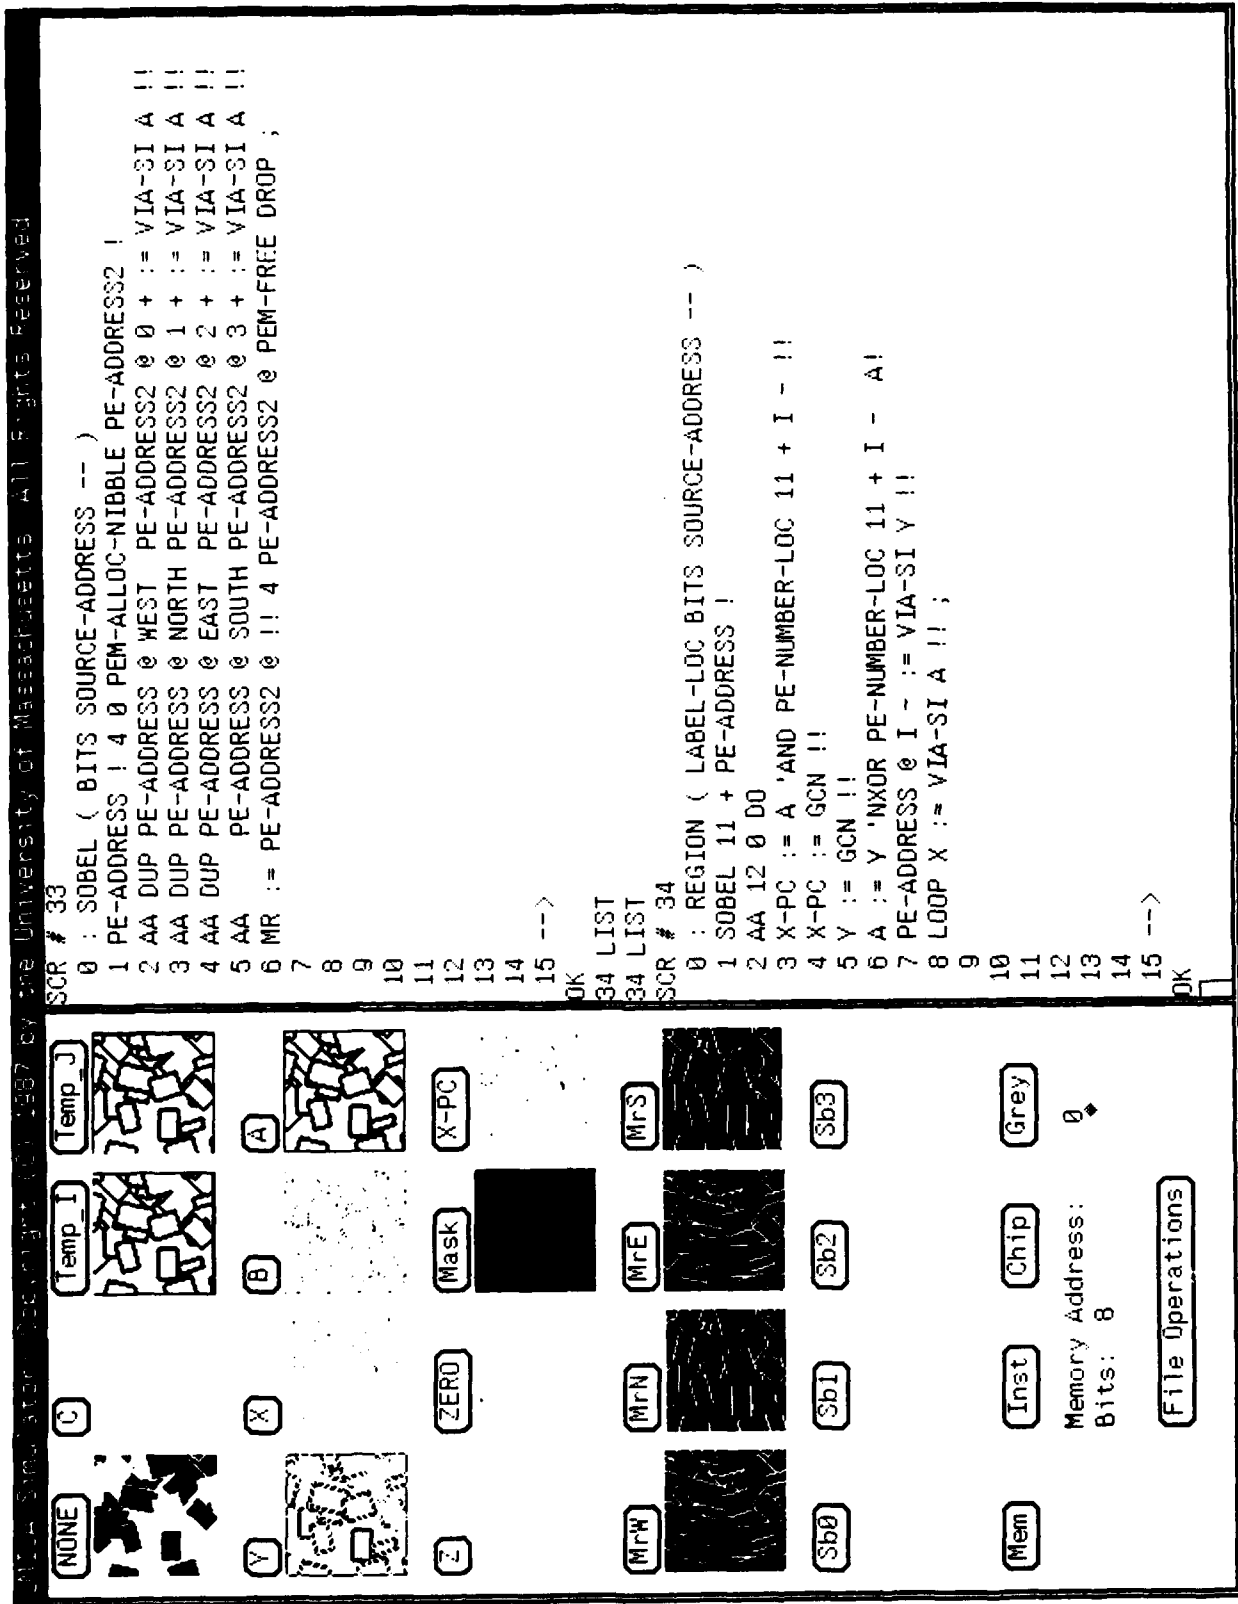 Simulator Copyright (C) 1987 by the University of Massachusetts All Rights Reserved
NONE C Temp_I Temp_J
Y X B A
Z ZERO Mask X-PC
MrW MrN MrE MrS
Sb0 Sb1 Sb2 Sb3
Mem Inst Chip Grey
Memory Address: 0
Bits: 8
File Operations
SCR # 33
0 : SOBEL ( BITS SOURCE-ADDRESS -- )
1 PE-ADDRESS ! 4 0 PEM-ALLOC-NIBBLE PE-ADDRESS2 !
2 AA DUP PE-ADDRESS @ WEST PE-ADDRESS2 @ 0 + := VIA-SI A !!
3 AA DUP PE-ADDRESS @ NORTH PE-ADDRESS2 @ 1 + := VIA-SI A !!
4 AA DUP PE-ADDRESS @ EAST PE-ADDRESS2 @ 2 + := VIA-SI A !!
5 AA PE-ADDRESS @ SOUTH PE-ADDRESS2 @ 3 + := VIA-SI A !!
6 MR := PE-ADDRESS2 @ !! 4 PE-ADDRESS2 @ PEM-FREE DROP ;
7
8
9
10
11
12
13
14
15 -->
OK
34 LIST
34 LIST
SCR # 34
0 : REGION ( LABEL-LOC BITS SOURCE-ADDRESS -- )
1 SOBEL 11 + PE-ADDRESS !
2 AA 12 0 DO
3 X-PC := A 'AND PE-NUMBER-LOC 11 + I - !!
4 X-PC := GCN !!
5 Y := GCN !!
6 A := Y 'NXOR PE-NUMBER-LOC 11 + I - A!
7 PE-ADDRESS @ I - := VIA-SI Y !!
8 LOOP X := VIA-SI A !! ;
9
10
11
12
13
14
15 -->
OK